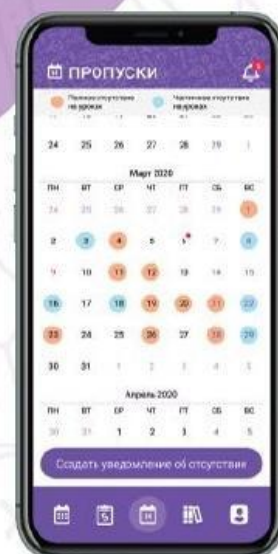 ПРОПУСКИ
Полное отсутствие
на уроках
Частичное отсутствие
на уроках
24 25 26 27 28 29 1
Март 2020
ПН ВТ СР ЧТ ПТ СБ ВС
24 25 26 27 28 29 1
2 3 4 5 6 7 8
9 10 11 12 13 14 15
16 17 18 19 20 21 22
23 24 25 26 27 28 29
30 31 1 2 3 4 5
Апрель 2020
ПН ВТ СР ЧТ ПТ СБ ВС
30 31 1 2 3 4 5
Создать уведомление об отсутствии